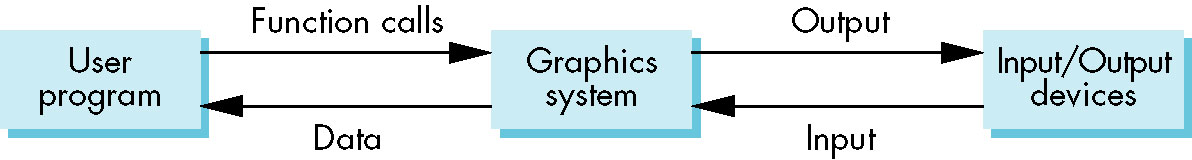 Function calls
Output
User
program
Graphics
system
Input/Output
devices
Data
Input